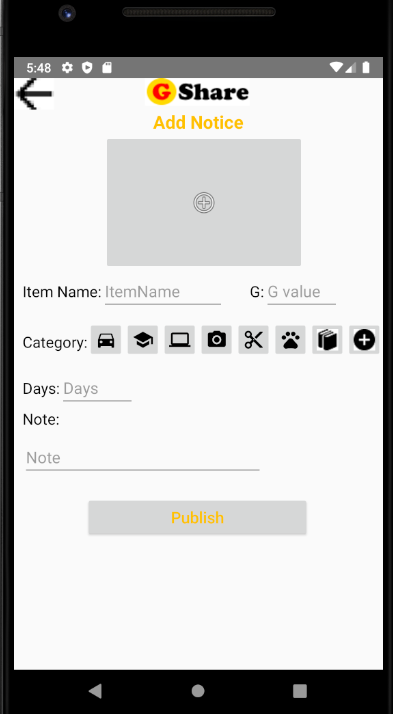 5:48
G Share
Add Notice
Item Name: ItemName G: G value
Category:
Days: Days
Note:
Note
Publish